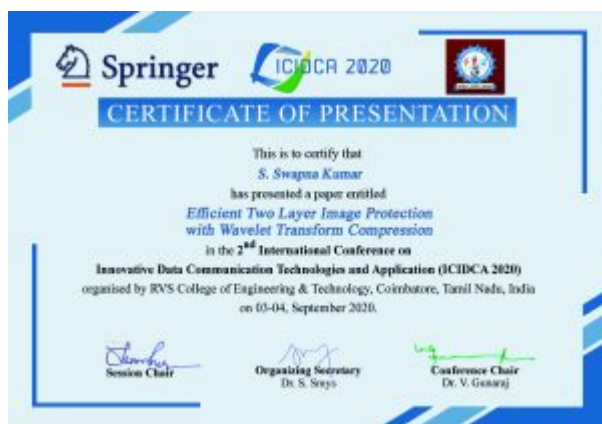 Springer
ICIDCA 2020
CERTIFICATE OF PRESENTATION
This is to certify that
S. Swapna Kumar
has presented a paper entitled
Efficient Two Layer Image Protection
with Wavelet Transform Compression
in the 2nd International Conference on
Innovative Data Communication Technologies and Application (ICIDCA 2020)
organised by RVS College of Engineering & Technology, Coimbatore, Tamil Nadu, India
on 03-04, September 2020.
Session Chair
Organizing Secretary
Dr. S. Smys
Conference Chair
Dr. V. Gunaraj